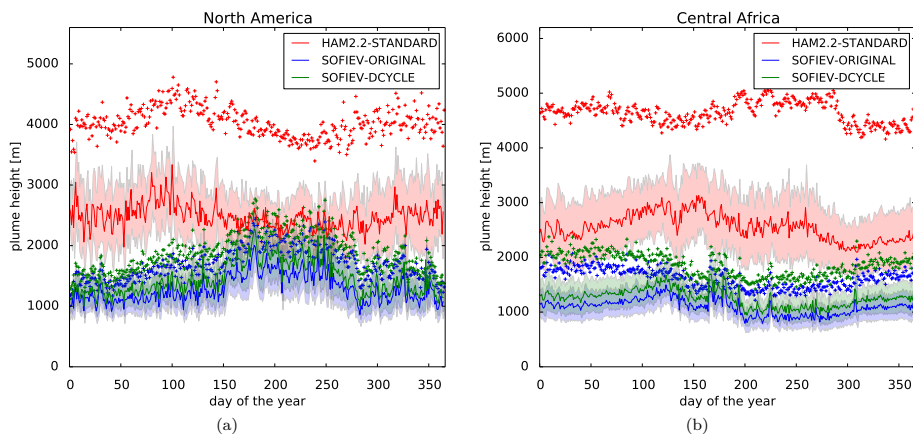 North America
HAM2.2-STANDARD
SOFIEV-ORIGINAL
SOFIEV-DCYCLE
plume height [m]
5000
4000
3000
2000
1000
0
0 50 100 150 200 250 300 350
day of the year
(a)
Central Africa
HAM2.2-STANDARD
SOFIEV-ORIGINAL
SOFIEV-DCYCLE
plume height [m]
6000
5000
4000
3000
2000
1000
0
0 50 100 150 200 250 300 350
day of the year
(b)